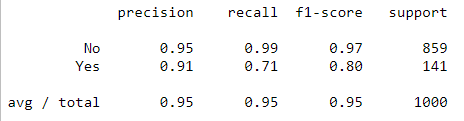 precision recall f1-score support
No 0.95 0.99 0.97 859
Yes 0.91 0.71 0.80 141
avg / total 0.95 0.95 0.95 1000